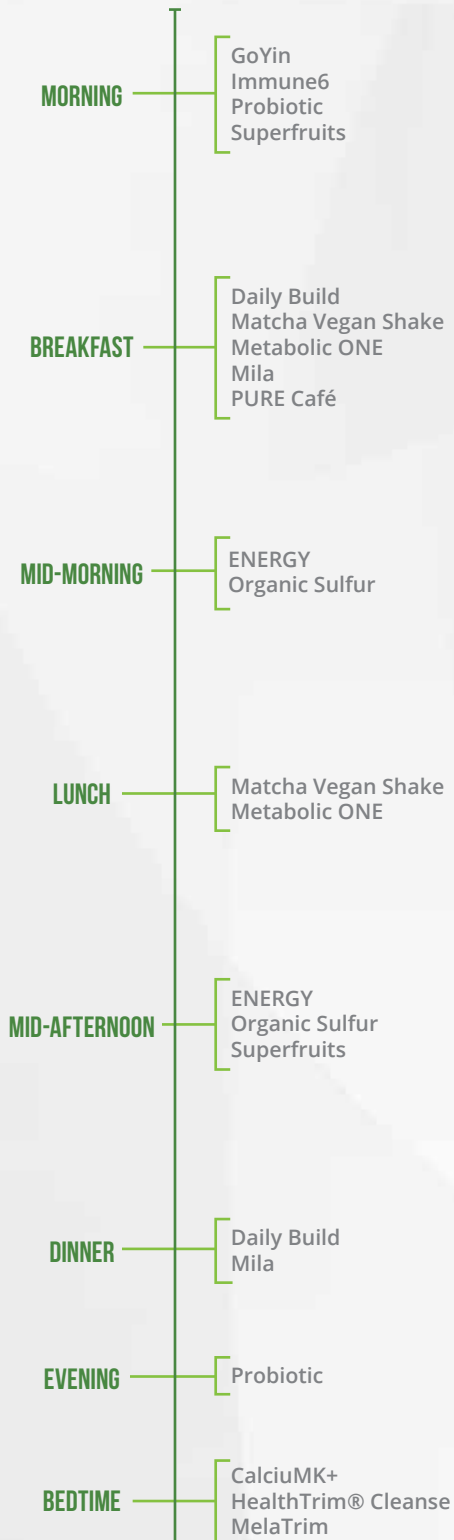 MORNING
GoYin
Immune6
Probiotic
Superfruits
BREAKFAST
Daily Build
Matcha Vegan Shake
Metabolic ONE
Mila
PURE Café
MID-MORNING
ENERGY
Organic Sulfur
LUNCH
Matcha Vegan Shake
Metabolic ONE
MID-AFTERNOON
ENERGY
Organic Sulfur
Superfruits
DINNER
Daily Build
Mila
EVENING
Probiotic
BEDTIME
CalciuMK+
HealthTrim® Cleanse
MelaTrim